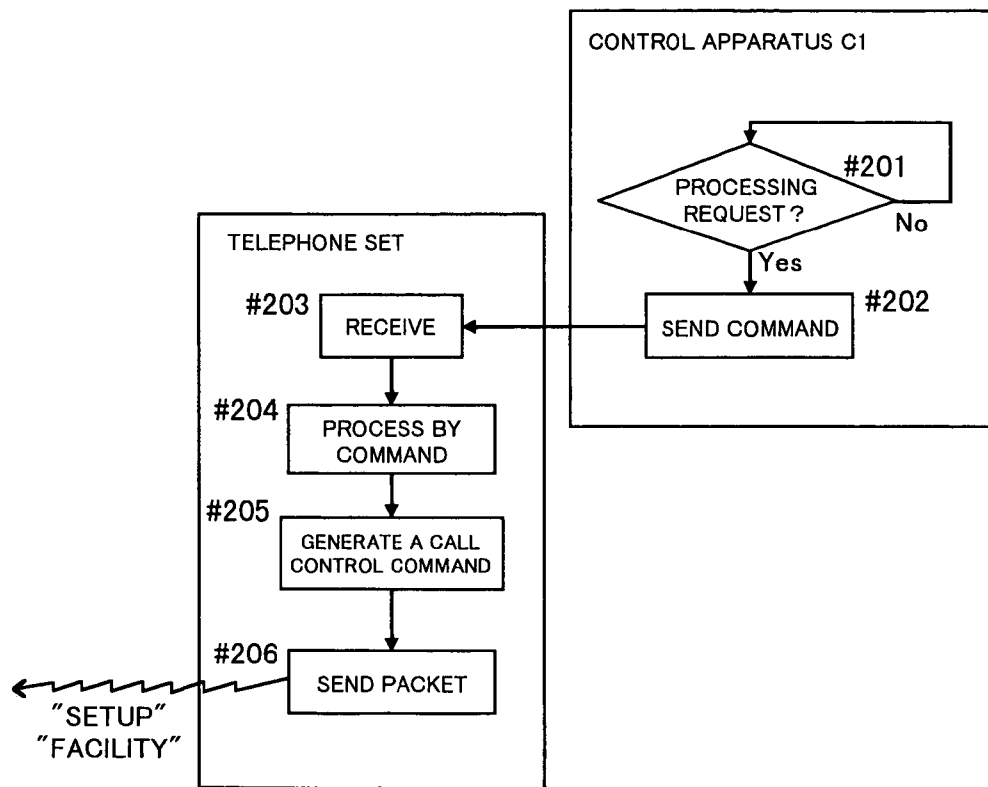 CONTROL APPARATUS C1
#201
PROCESSING
REQUEST?
No
Yes
#202
SEND COMMAND
TELEPHONE SET
#203
RECEIVE
#204
PROCESS BY
COMMAND
#205
GENERATE A CALL
CONTROL COMMAND
#206
SEND PACKET
"SETUP"
"FACILITY"